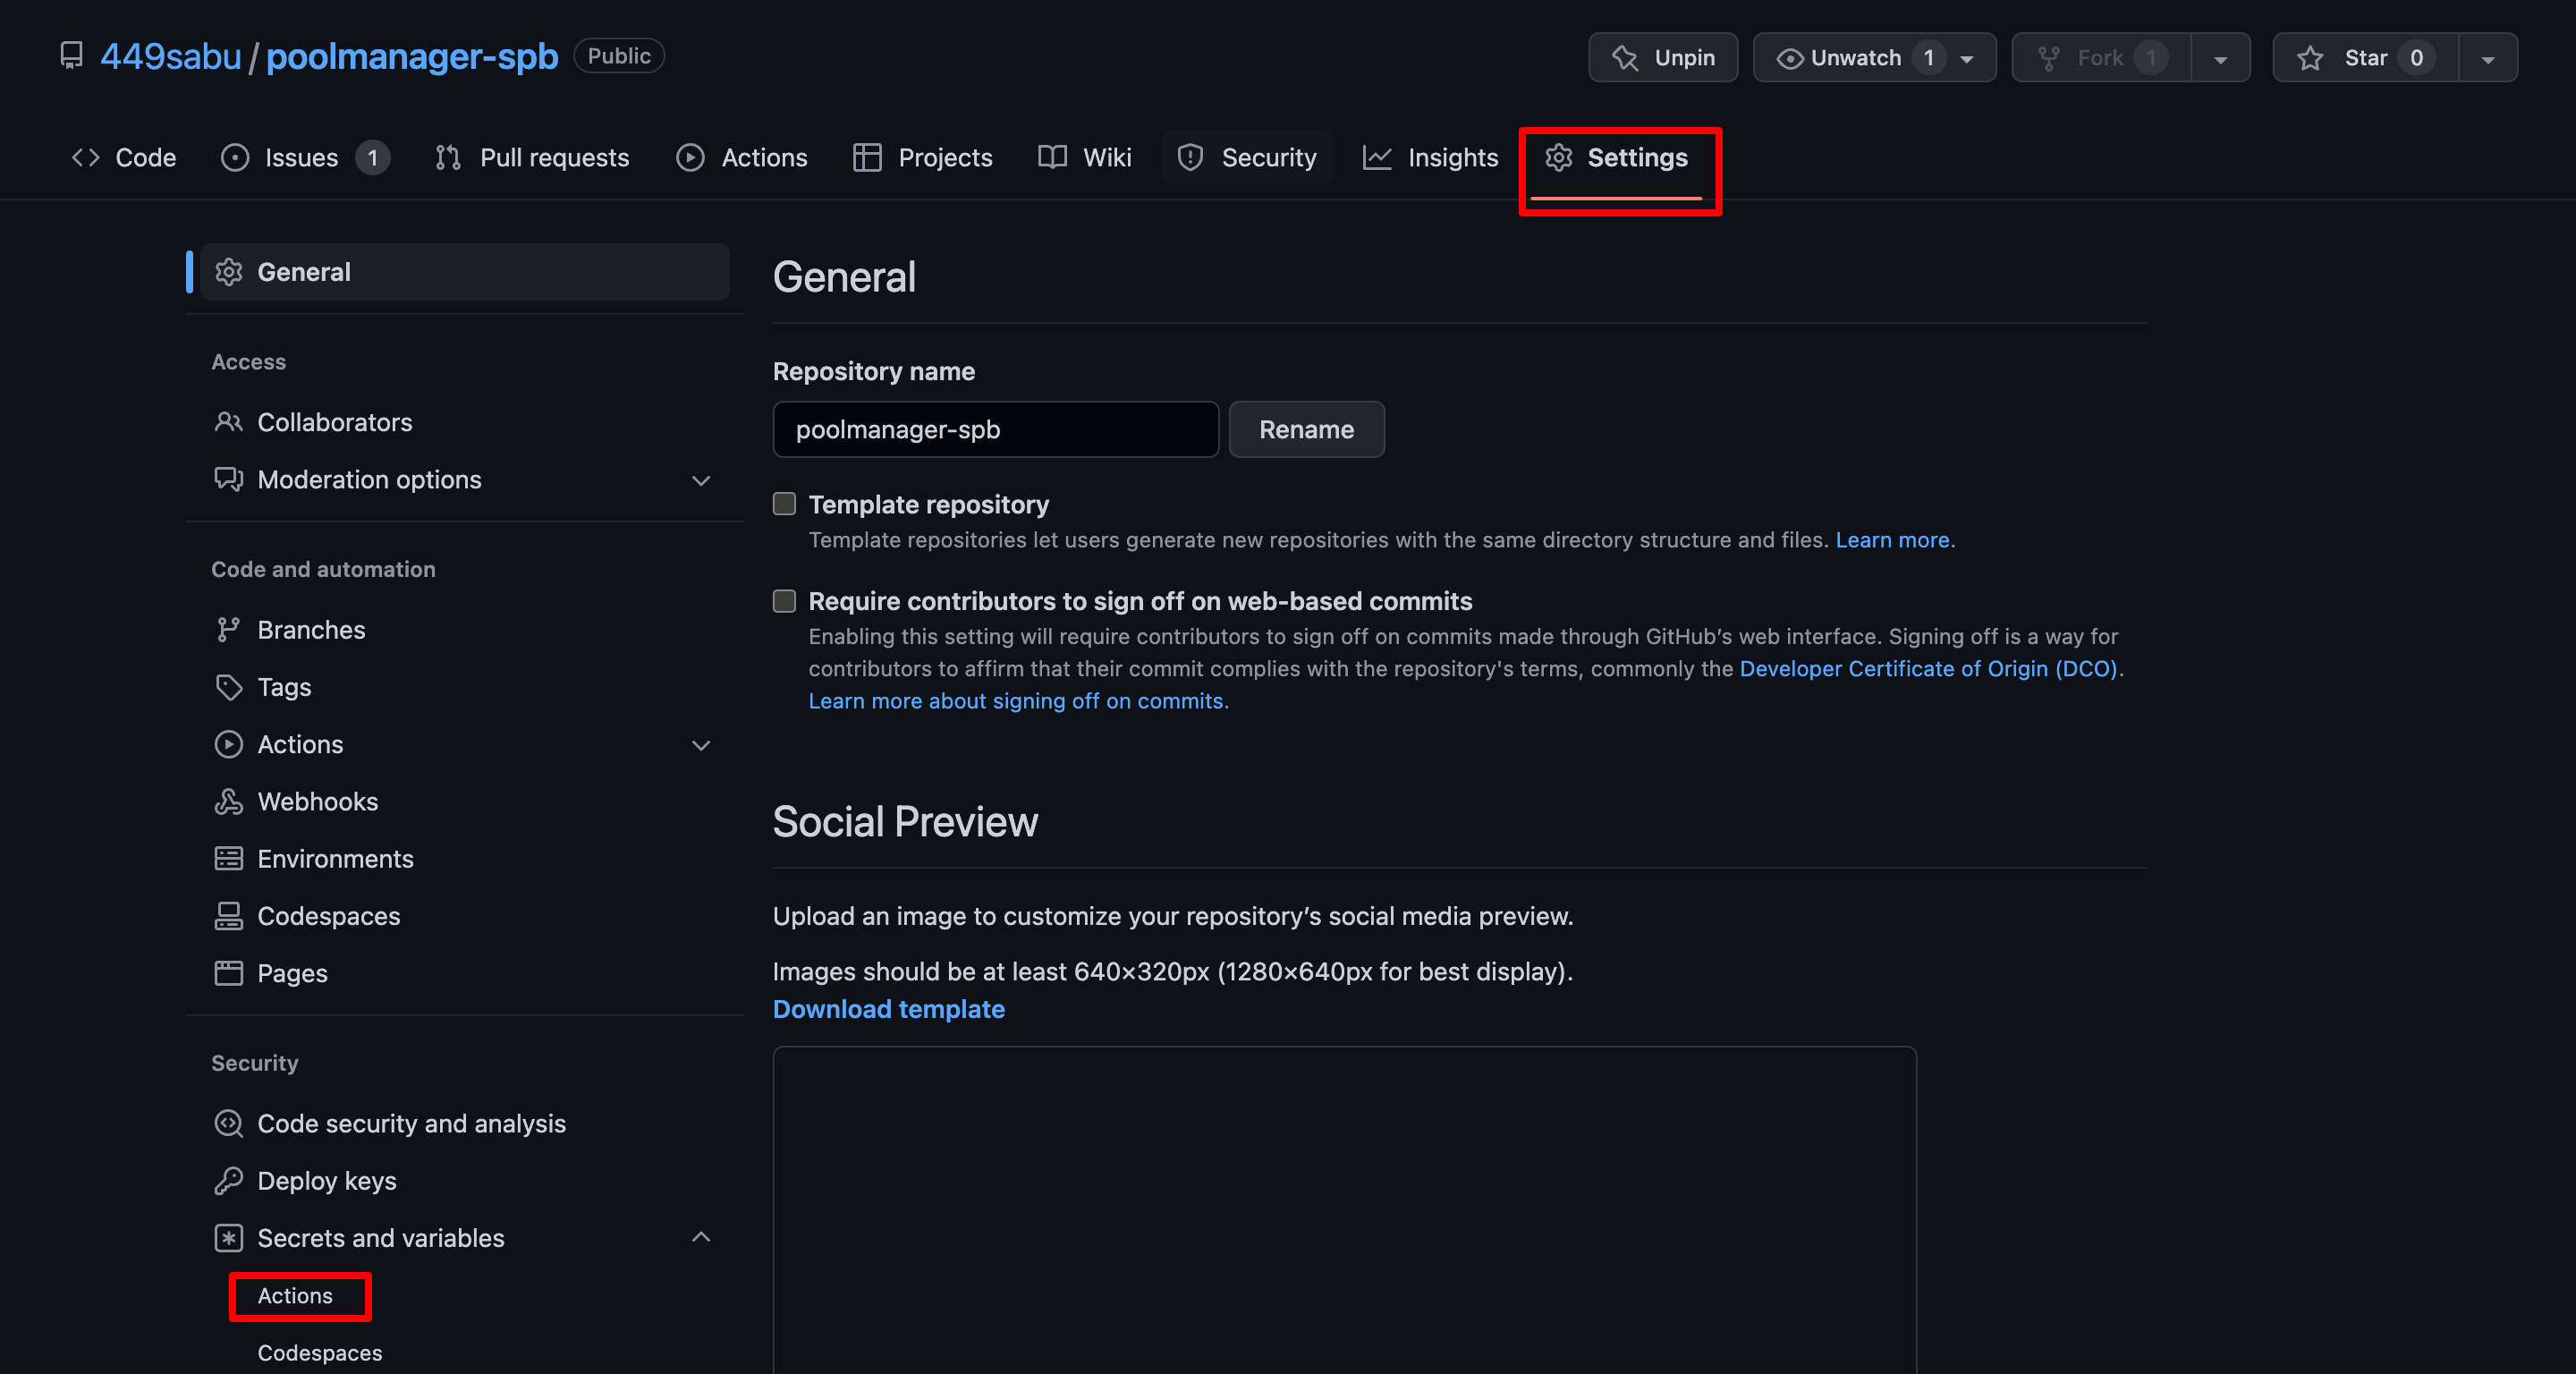 449sabu / poolmanager-spb Public
Unpin Unwatch 1 Fork 1 Star 0
Code Issues 1 Pull requests Actions Projects Wiki Security Insights Settings
General
Access
Collaborators
Moderation options
Code and automation
Branches
Tags
Actions
Webhooks
Environments
Codespaces
Pages
Security
Code security and analysis
Deploy keys
Secrets and variables
Actions
Codespaces
General
Repository name
poolmanager-spb Rename
Template repository
Template repositories let users generate new repositories with the same directory structure and files. Learn more.
Require contributors to sign off on web-based commits
Enabling this setting will require contributors to sign off on commits made through GitHub’s web interface. Signing off is a way for
contributors to affirm that their commit complies with the repository's terms, commonly the Developer Certificate of Origin (DCO).
Learn more about signing off on commits.
Social Preview
Upload an image to customize your repository’s social media preview.
Images should be at least 640×320px (1280×640px for best display).
Download template